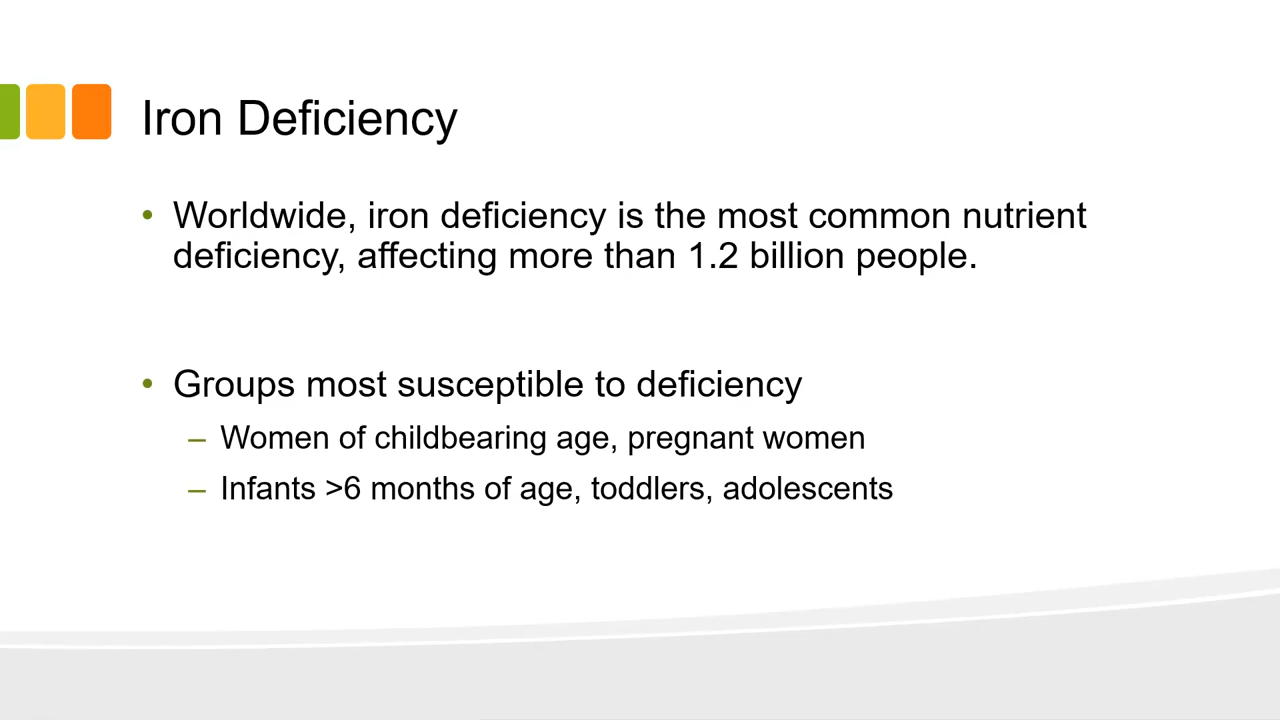 Iron Deficiency
• Worldwide, iron deficiency is the most common nutrient
deficiency, affecting more than 1.2 billion people.
• Groups most susceptible to deficiency
– Women of childbearing age, pregnant women
– Infants >6 months of age, toddlers, adolescents